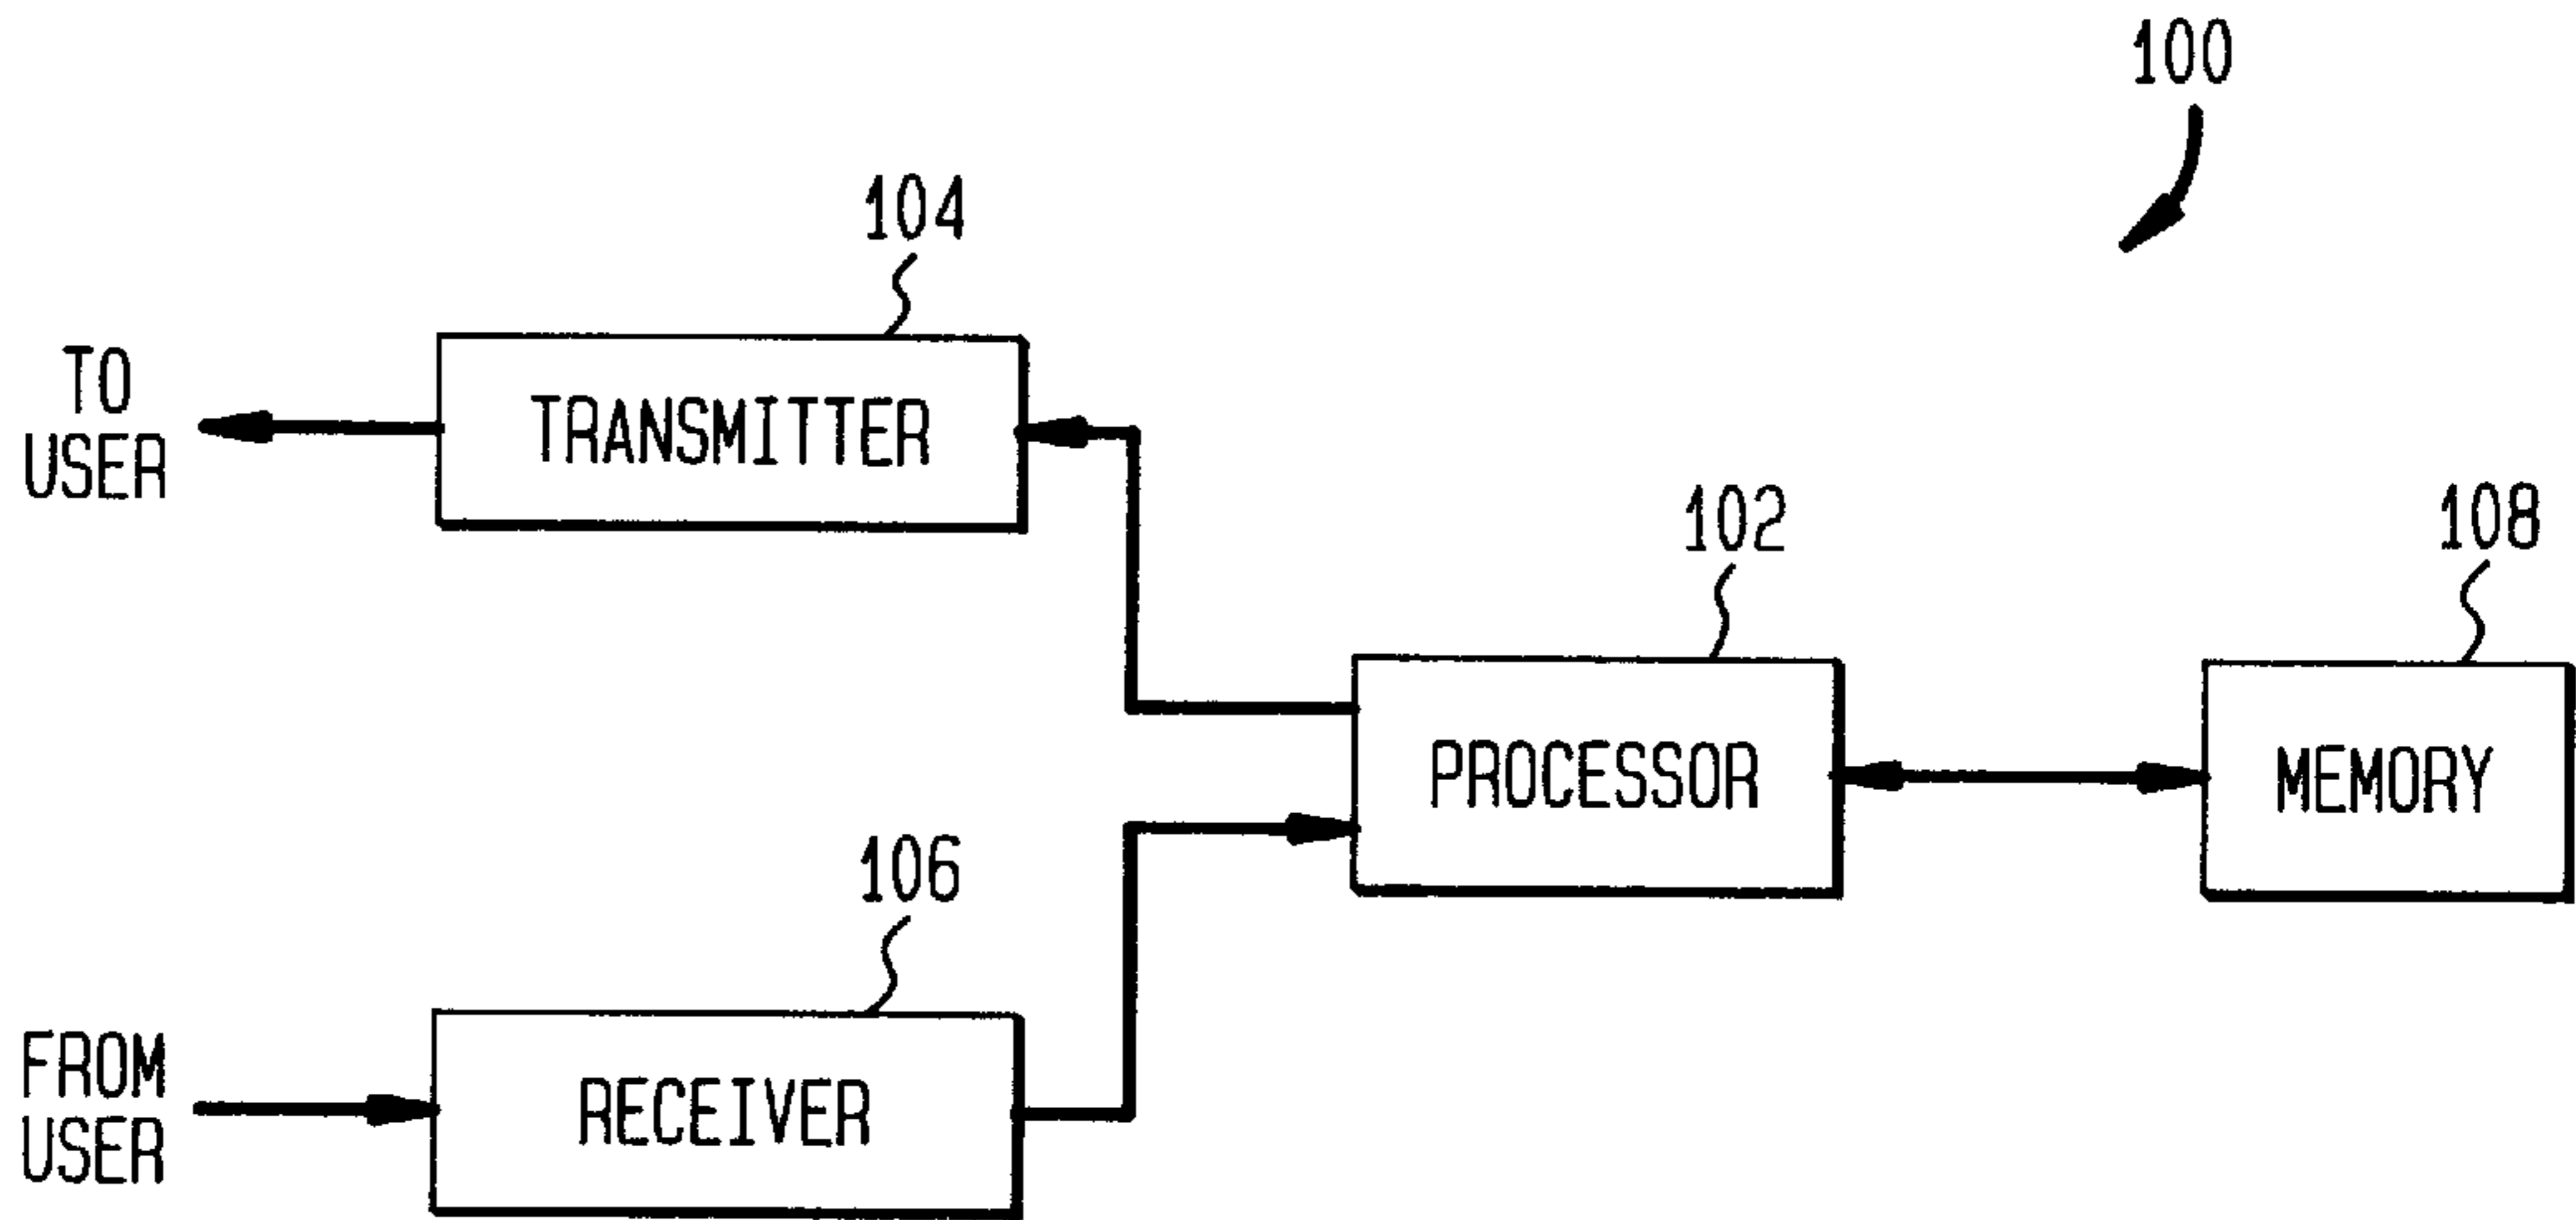 100
104
TO
USER
TRANSMITTER
102
108
PROCESSOR
MEMORY
106
FROM
USER
RECEIVER